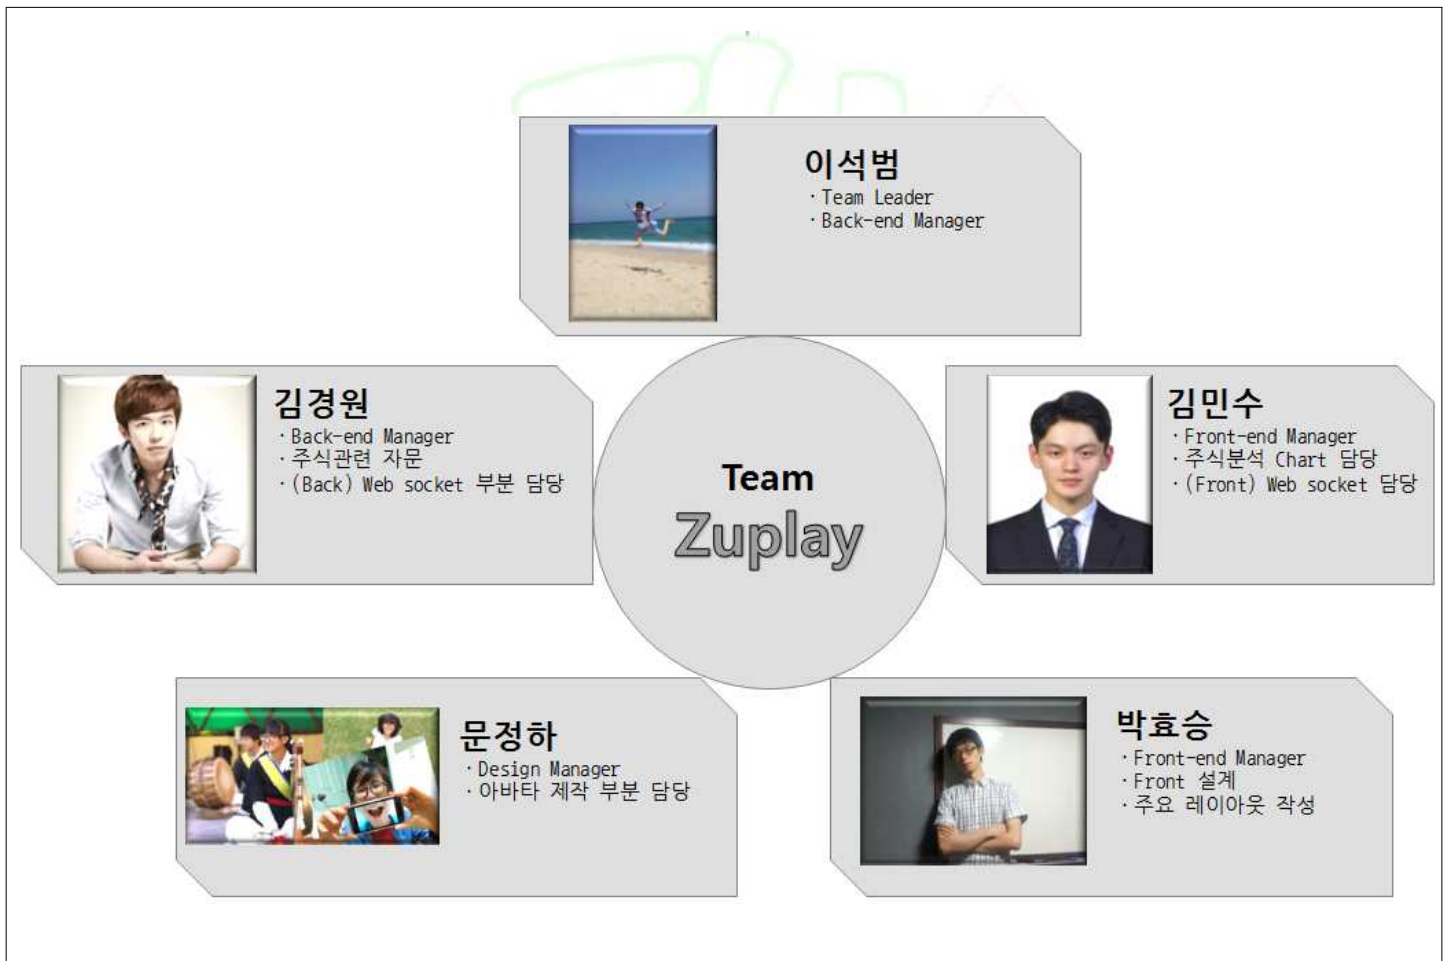 이석범
· Team Leader
· Back-end Manager
김경원
· Back-end Manager
· 주식관련 자문
· (Back) Web socket 부분 담당
Team
Zuplay
김민수
· Front-end Manager
· 주식분석 Chart 담당
· (Front) Web socket 담당
문정하
· Design Manager
· 아바타 제작 부분 담당
박효승
· Front-end Manager
· Front 설계
· 주요 레이아웃 작성